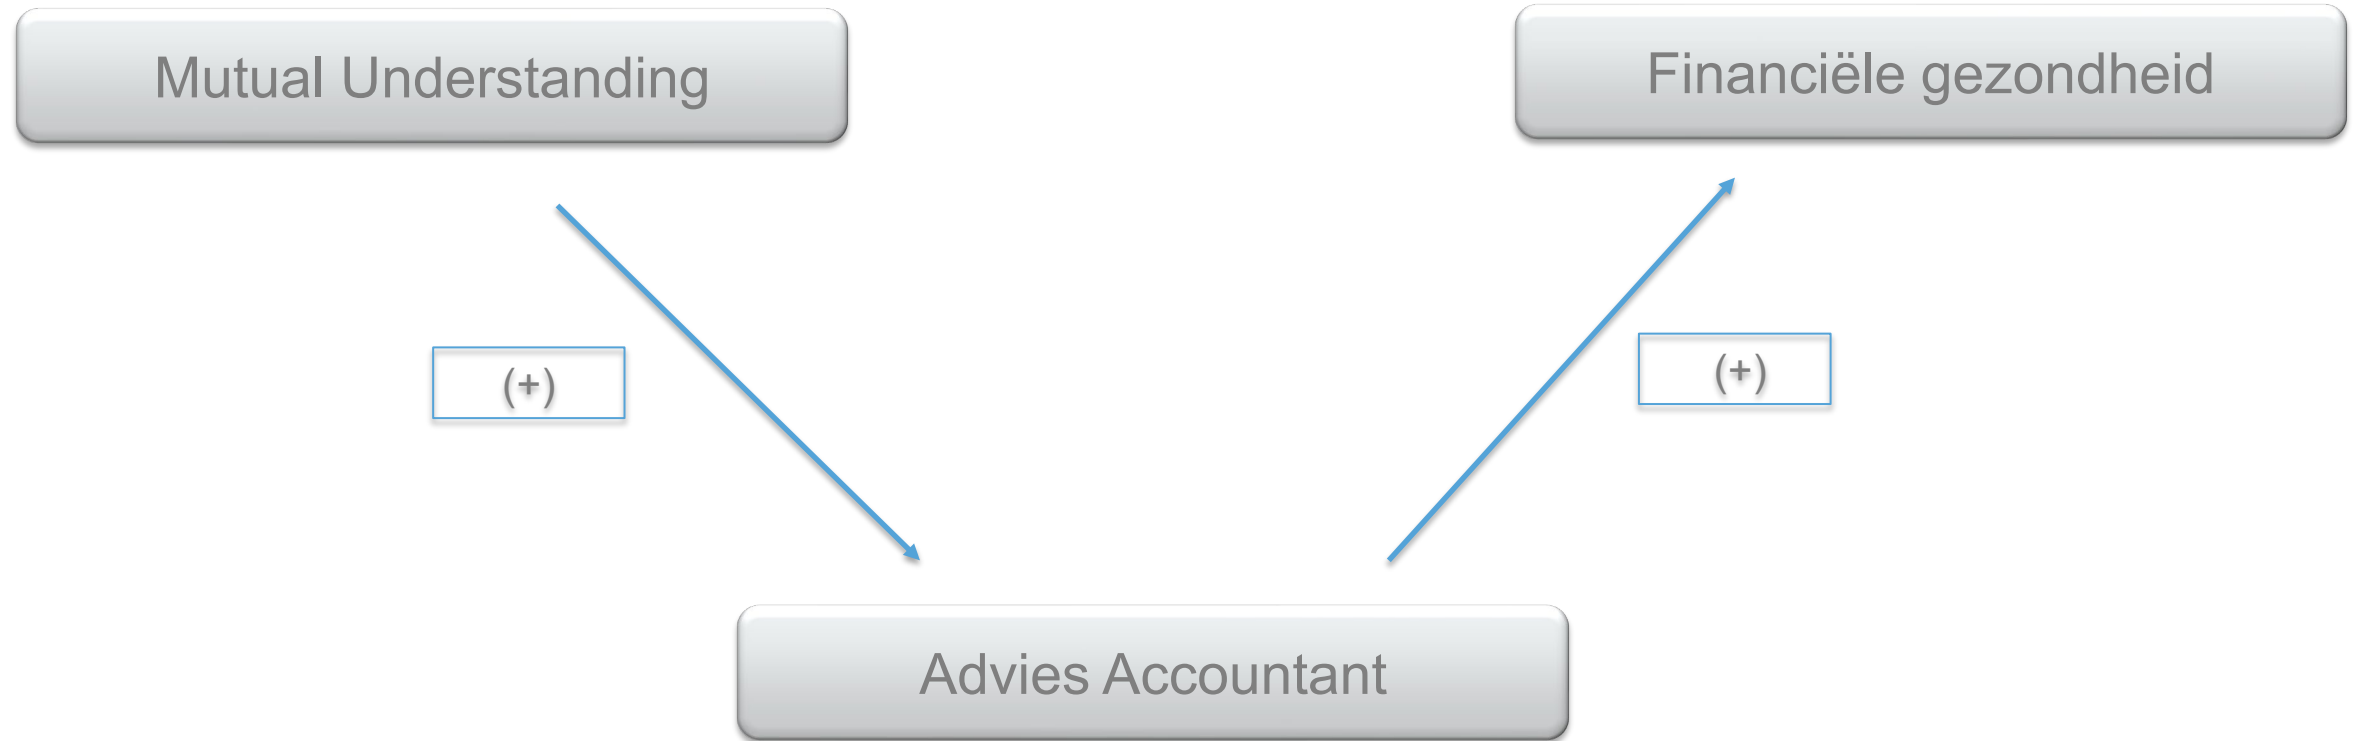 Mutual Understanding
Financiële gezondheid
(+)
(+)
Advies Accountant